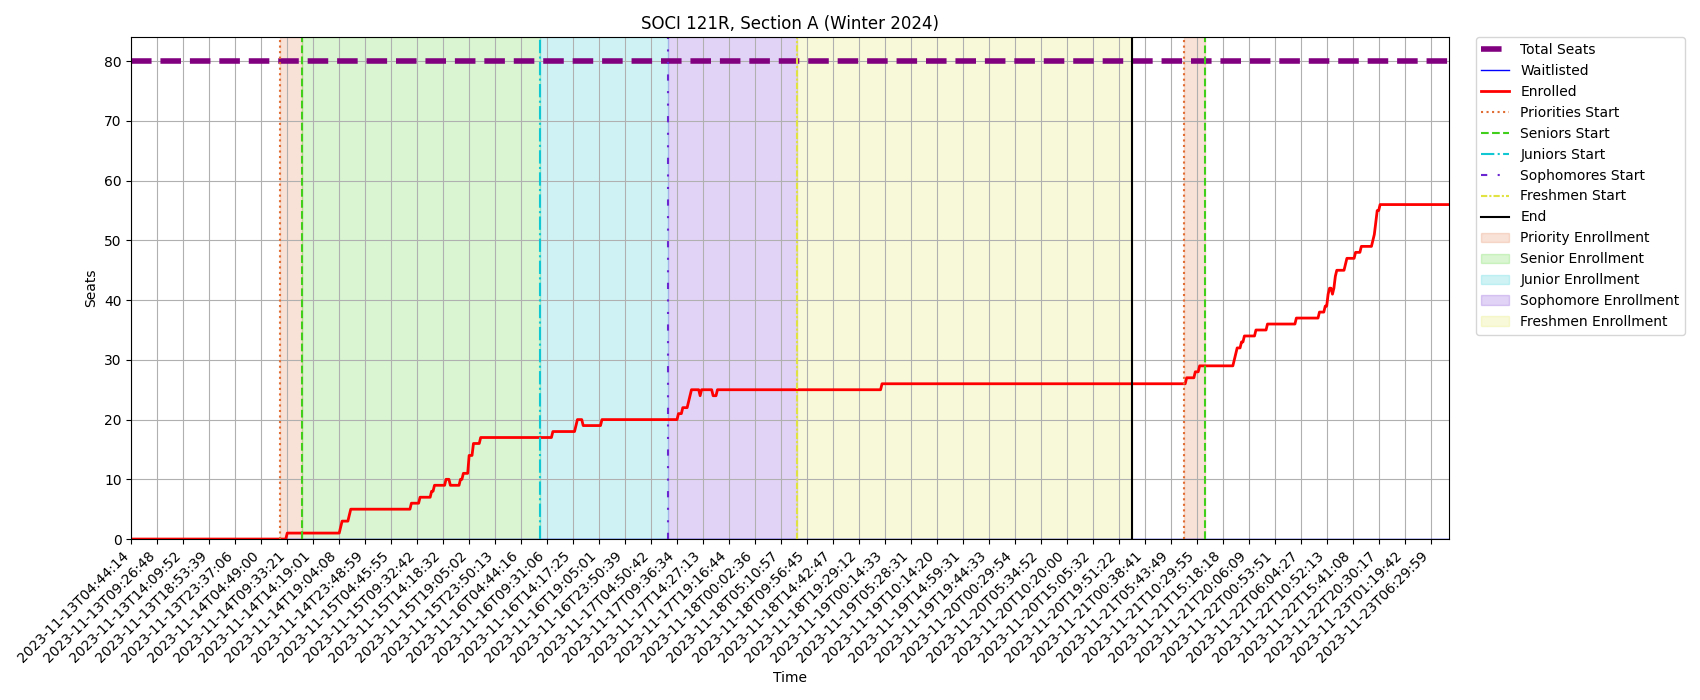 SOCI 121R, Section A (Winter 2024)
80
70
60
50
40
30
20
10
0
Seats
2023-11-13T04:44:14
2023-11-13T09:26:48
2023-11-13T14:09:52
2023-11-13T18:53:39
2023-11-13T23:37:06
2023-11-14T04:49:00
2023-11-14T09:33:21
2023-11-14T14:19:01
2023-11-14T19:04:08
2023-11-14T23:48:59
2023-11-15T04:45:55
2023-11-15T09:32:42
2023-11-15T14:18:32
2023-11-15T19:05:02
2023-11-15T23:50:13
2023-11-16T04:44:16
2023-11-16T09:31:06
2023-11-16T14:17:25
2023-11-16T19:05:01
2023-11-16T23:50:39
2023-11-17T04:50:42
2023-11-17T09:36:34
2023-11-17T14:27:13
2023-11-17T19:16:44
2023-11-18T00:02:36
2023-11-18T05:10:57
2023-11-18T09:56:45
2023-11-18T14:42:47
2023-11-18T19:29:12
2023-11-19T00:14:33
2023-11-19T05:28:31
2023-11-19T10:14:20
2023-11-19T14:59:31
2023-11-19T19:44:33
2023-11-20T00:29:54
2023-11-20T05:34:52
2023-11-20T10:20:00
2023-11-20T15:05:32
2023-11-20T19:51:22
2023-11-21T00:38:41
2023-11-21T05:43:49
2023-11-21T10:29:55
2023-11-21T15:18:18
2023-11-21T20:06:09
2023-11-22T00:53:51
2023-11-22T06:04:27
2023-11-22T10:52:13
2023-11-22T15:41:08
2023-11-22T20:30:17
2023-11-23T01:19:42
2023-11-23T06:29:59
Time
Total Seats
Waitlisted
Enrolled
Priorities Start
Seniors Start
Juniors Start
Sophomores Start
Freshmen Start
End
Priority Enrollment
Senior Enrollment
Junior Enrollment
Sophomore Enrollment
Freshmen Enrollment